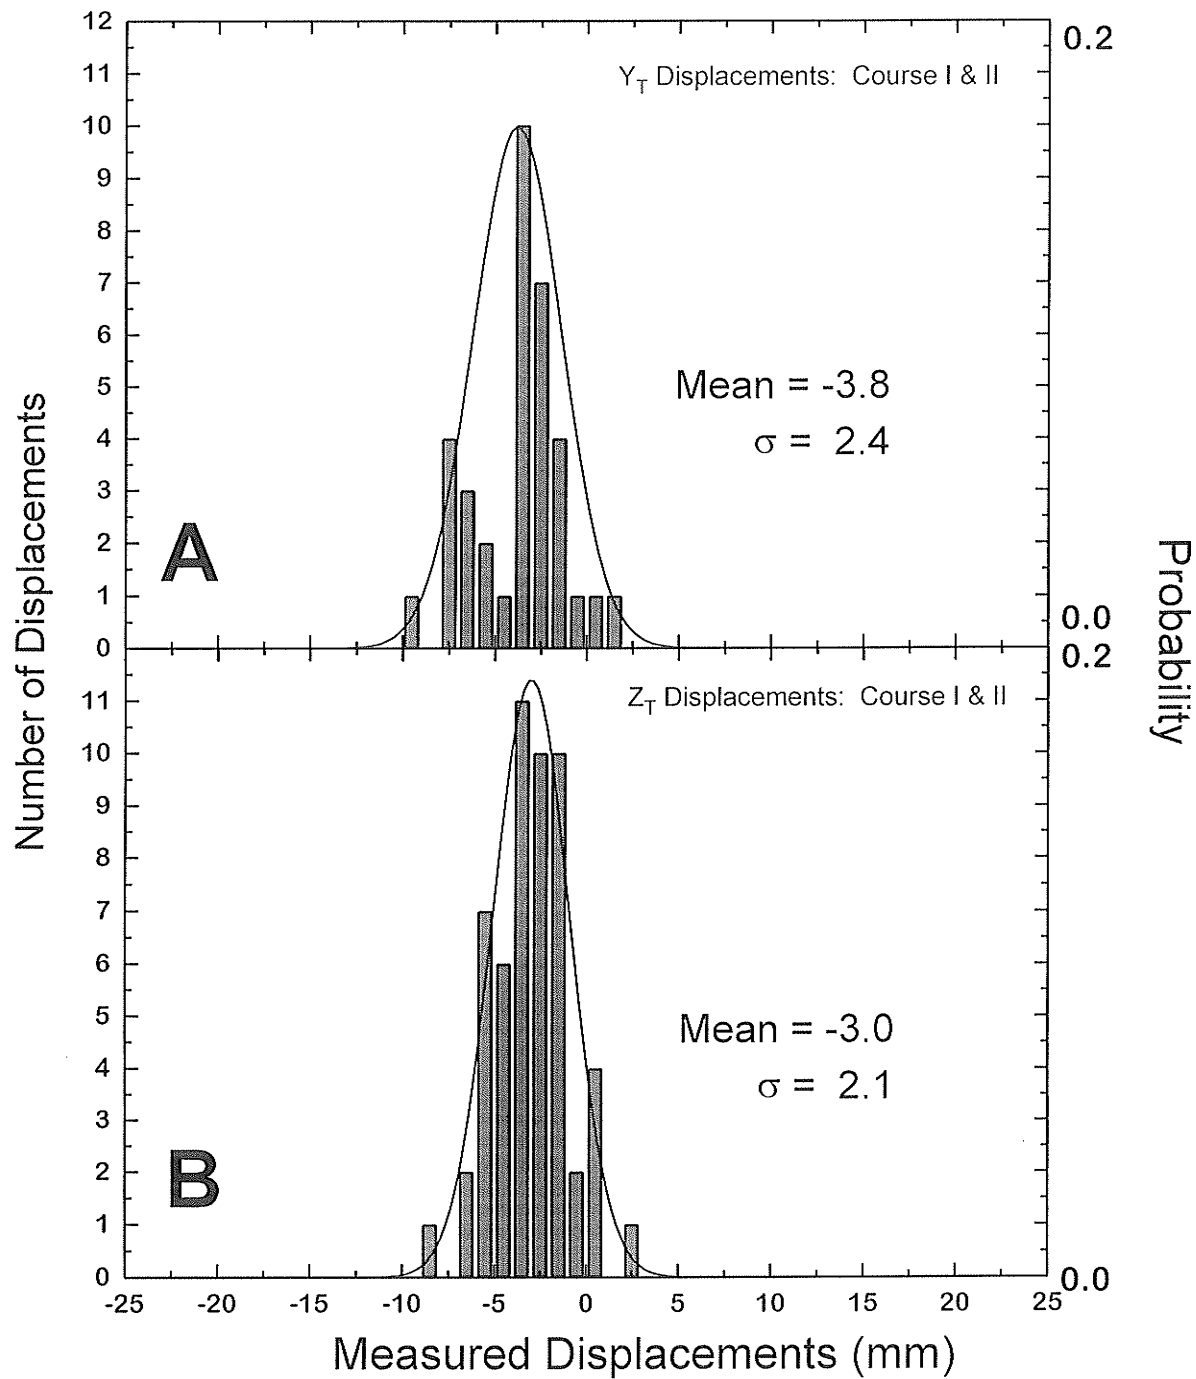 12
0.2
Y_T Displacements: Course I & II
11
10
9
8
7
6
5
4
3
2
1
0
Mean = -3.8
σ = 2.4
A
0.0
0.2
Z_T Displacements: Course I & II
11
10
9
8
7
6
5
4
3
2
1
0
Mean = -3.0
σ = 2.1
B
0.0
Number of Displacements
Probability
-25 -20 -15 -10 -5 0 5 10 15 20 25
Measured Displacements (mm)